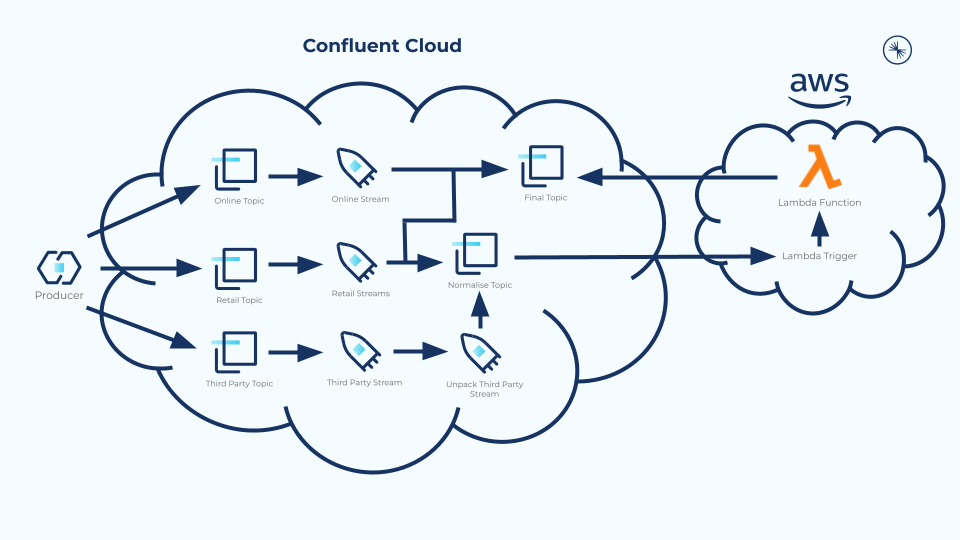 Confluent Cloud
aws
Online Topic
Online Stream
Final Topic
Lambda Function
Lambda Trigger
Producer
Retail Topic
Retail Streams
Normalise Topic
Third Party Topic
Third Party Stream
Unpack Third Party
Stream